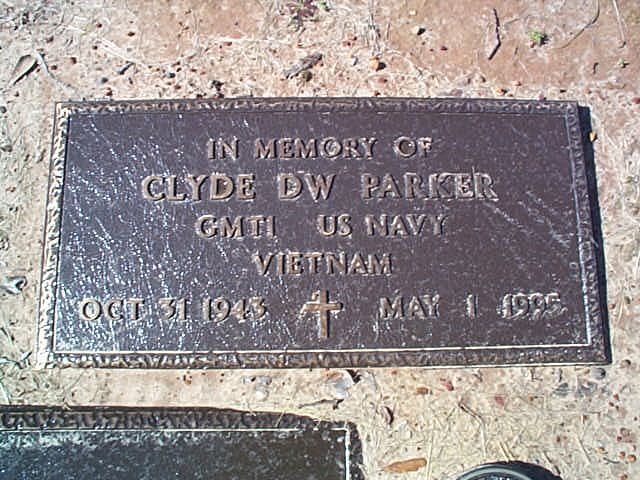 IN MEMORY OF
CLYDE DW PARKER
GMT1 US NAVY
VIETNAM
OCT 31 1943 MAY 1 1995